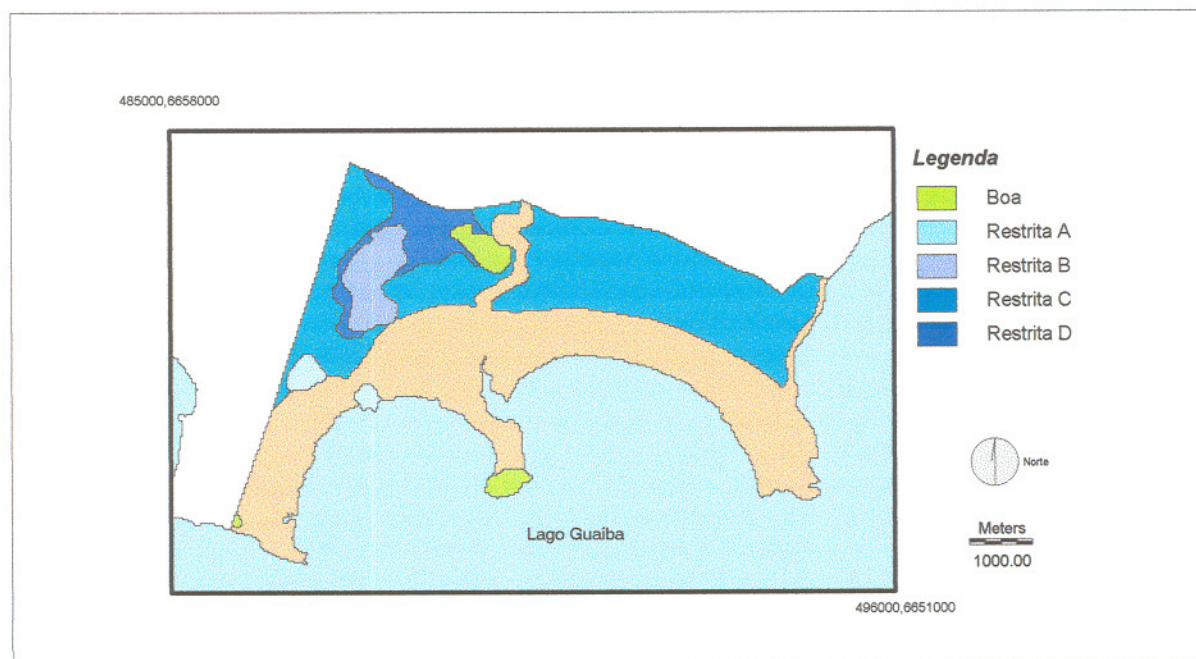 485000,6658000
Legenda
Boa
Restrita A
Restrita B
Restrita C
Restrita D
Norte
Meters
1000.00
Lago Guaíba
496000,6651000